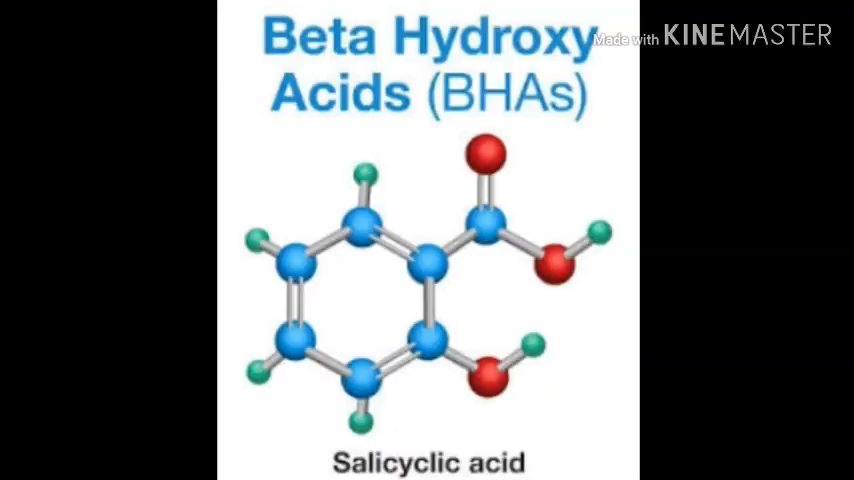 Beta Hydroxy
Acids (BHAs)
Made with KINEMASTER
Salicyclic acid